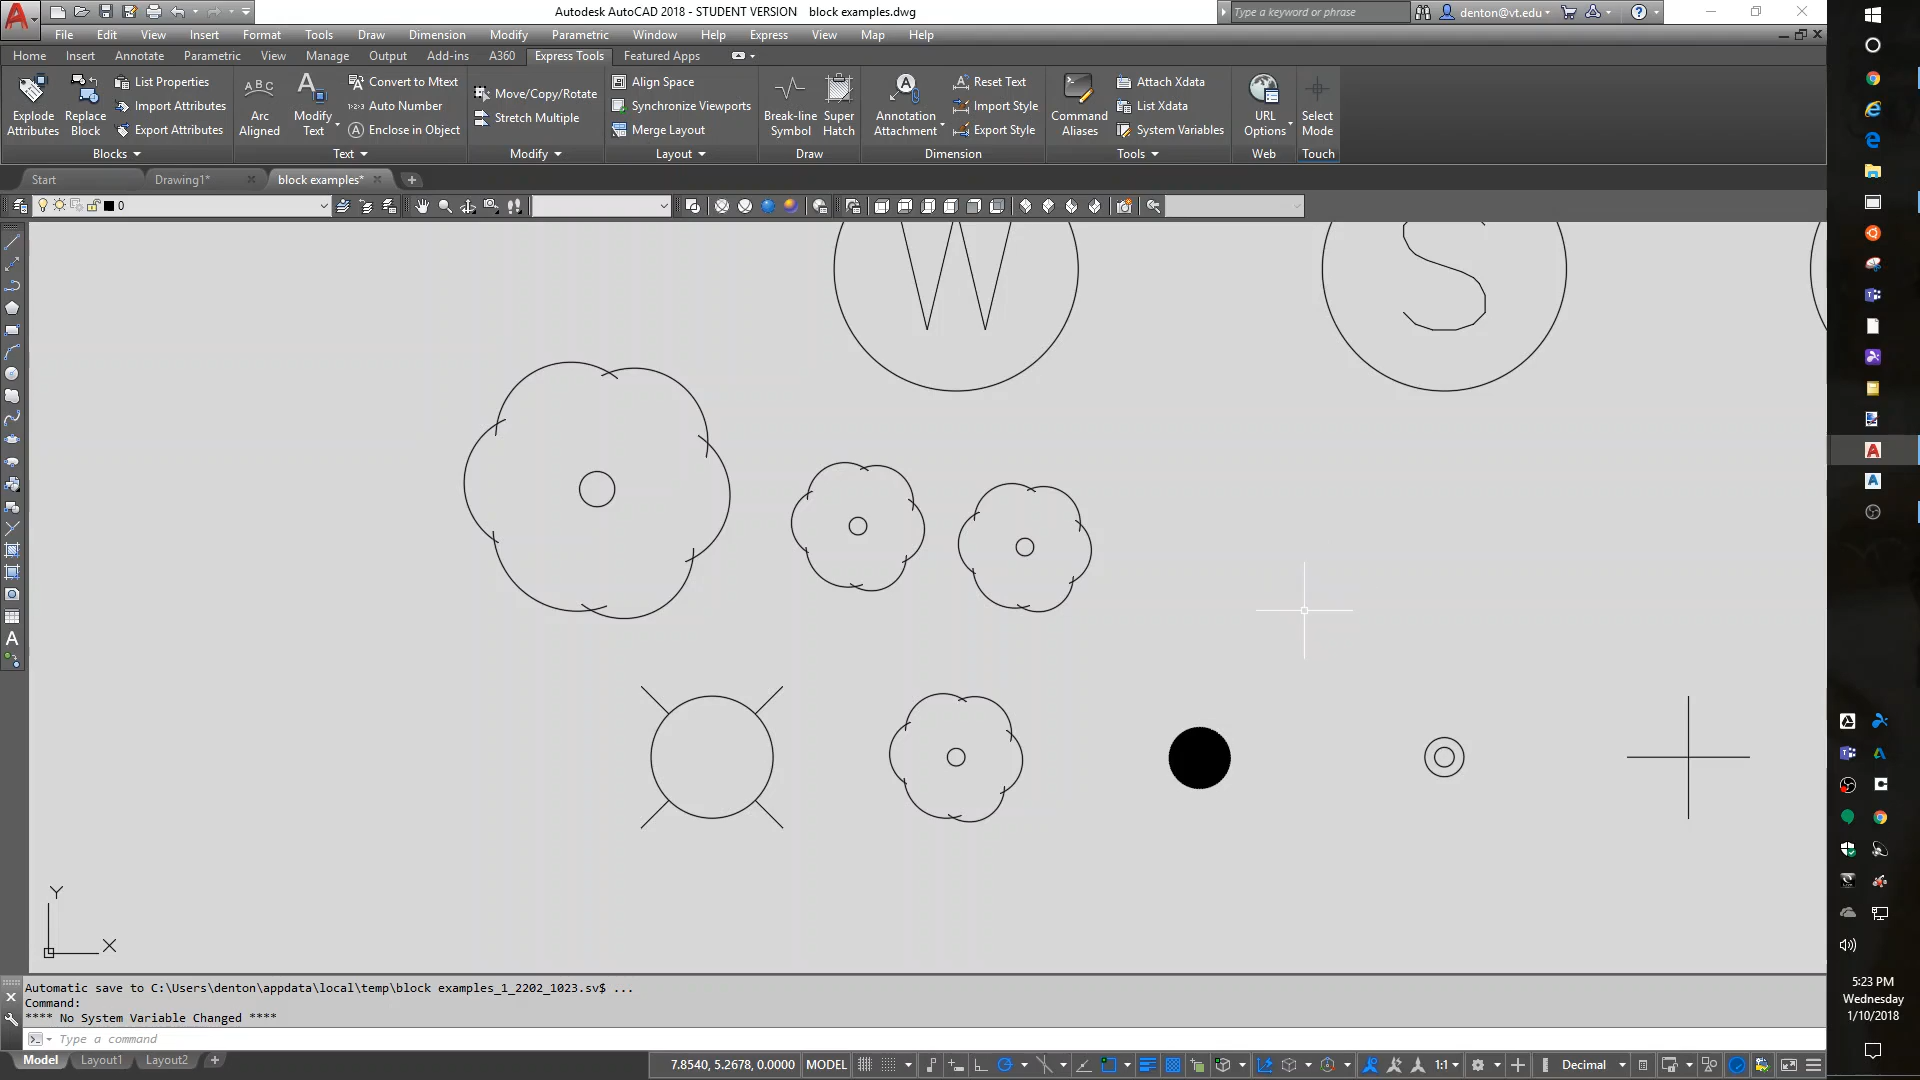 Autodesk AutoCAD 2018 - STUDENT VERSION block examples.dwg
Type a keyword or phrase
denton@vt.edu
File Edit View Insert Format Tools Draw Dimension Modify Parametric Window Help Express View Map Help
Home Insert Annotate Parametric View Manage Output Add-ins A360 Express Tools Featured Apps
Explode Attributes
Replace Block
List Properties
Import Attributes
Export Attributes
Blocks
ABC
Arc Aligned
A
Modify Text
Convert to Mtext
Auto Number
Enclose in Object
Text
Move/Copy/Rotate
Stretch Multiple
Modify
Align Space
Synchronize Viewports
Merge Layout
Layout
Break-line Symbol
Super Hatch
Draw
Annotation Attachment
Reset Text
Import Style
Export Style
Dimension
Command Aliases
Attach Xdata
List Xdata
System Variables
Tools
URL Options
Web
Select Mode
Touch
Start Drawing1* block examples*
0
W S
Y
X
Automatic save to C:\Users\denton\appdata\local\temp\block examples_1_2202_1023.sv$ ...
Command:
**** No System Variable Changed ****
Type a command
Model Layout1 Layout2
7.8540, 5.2678, 0.0000 MODEL 1:1 Decimal
5:23 PM
Wednesday
1/10/2018